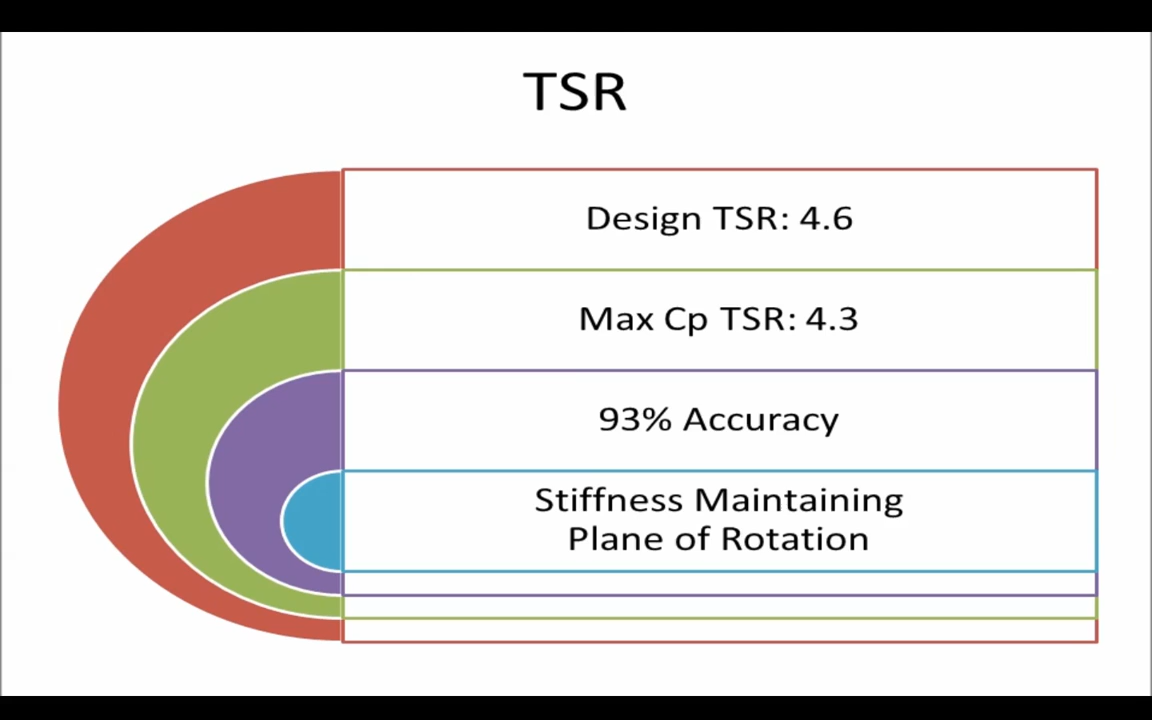 TSR
Design TSR: 4.6
Max Cp TSR: 4.3
93% Accuracy
Stiffness Maintaining
Plane of Rotation